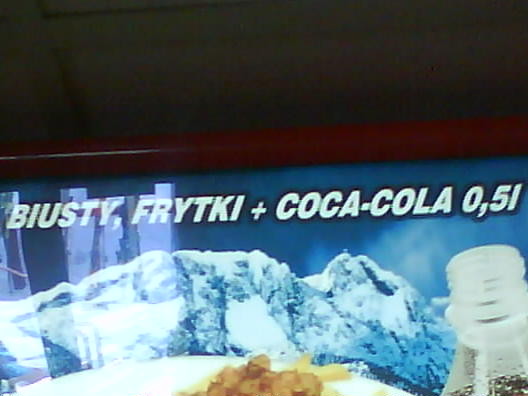 BIUSTY, FRYTKI + COCA-COLA 0,5l